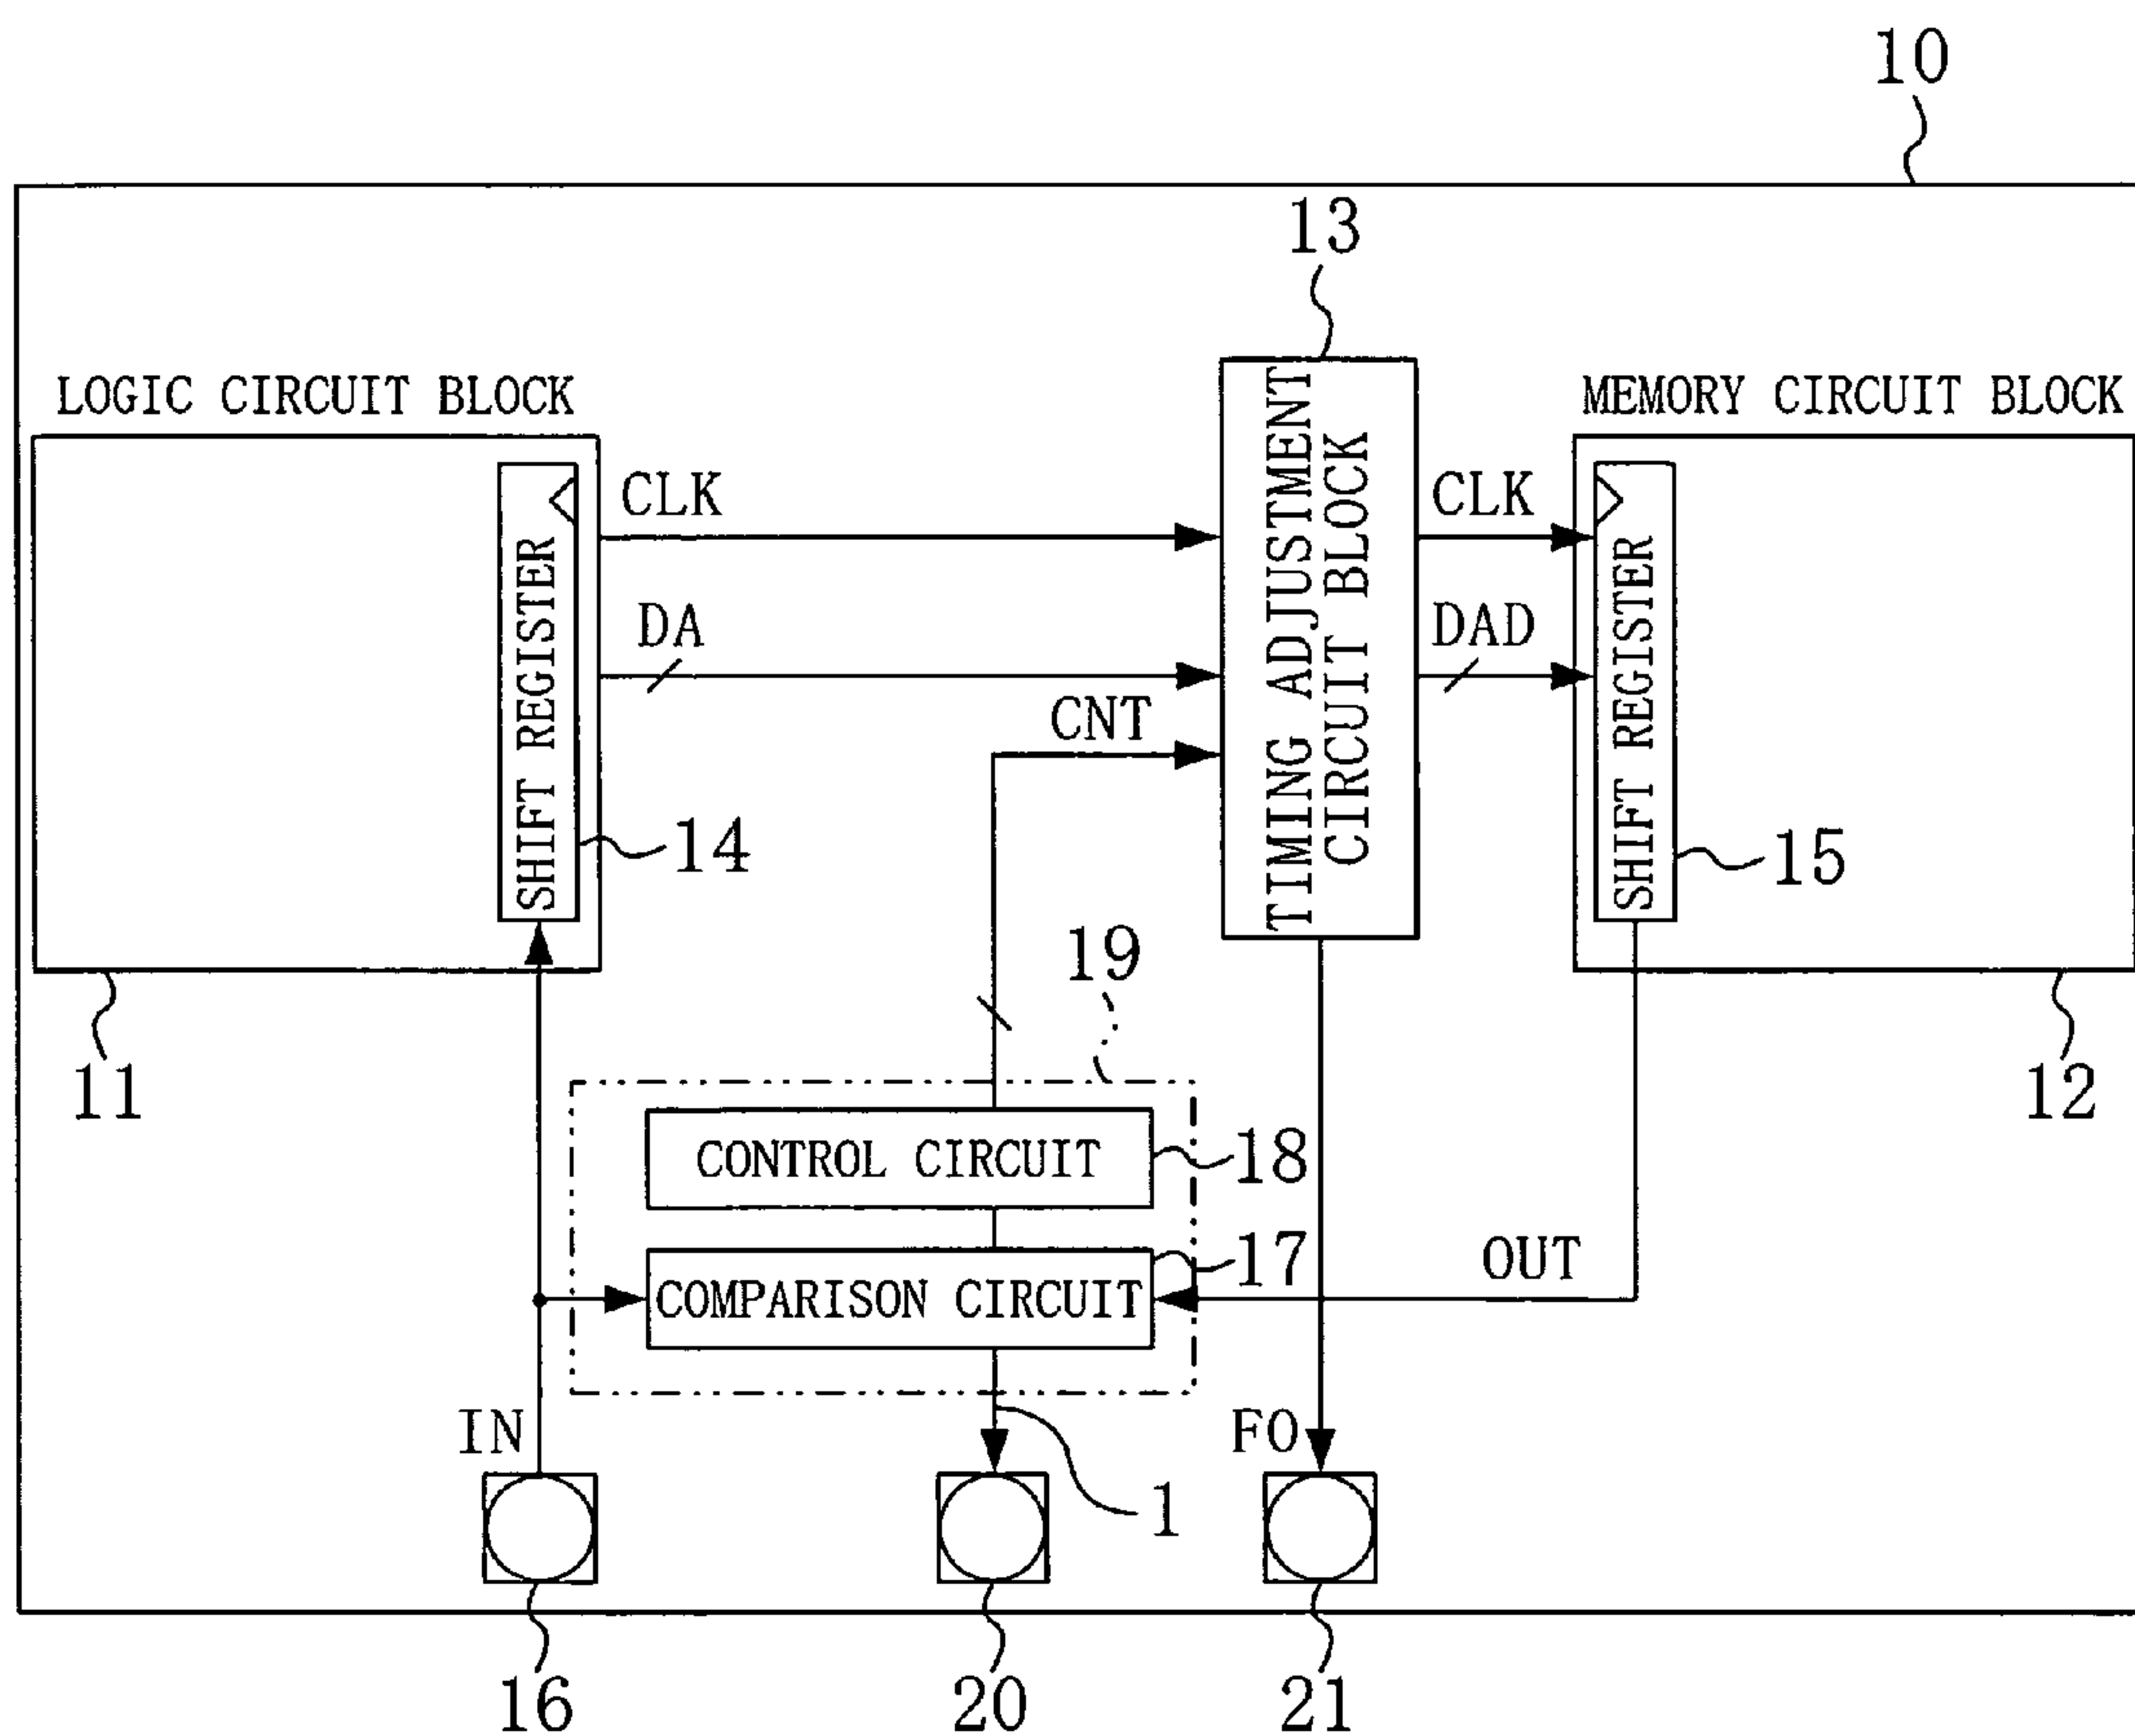 10
13
LOGIC CIRCUIT BLOCK
MEMORY CIRCUIT BLOCK
CLK
CLK
TIMING ADJUSTMENT
CIRCUIT BLOCK
SHIFT REGISTER
SHIFT REGISTER
DA
DAD
CNT
14
15
19
11
12
CONTROL CIRCUIT
18
17
OUT
COMPARISON CIRCUIT
IN
FO
1
16
20
21